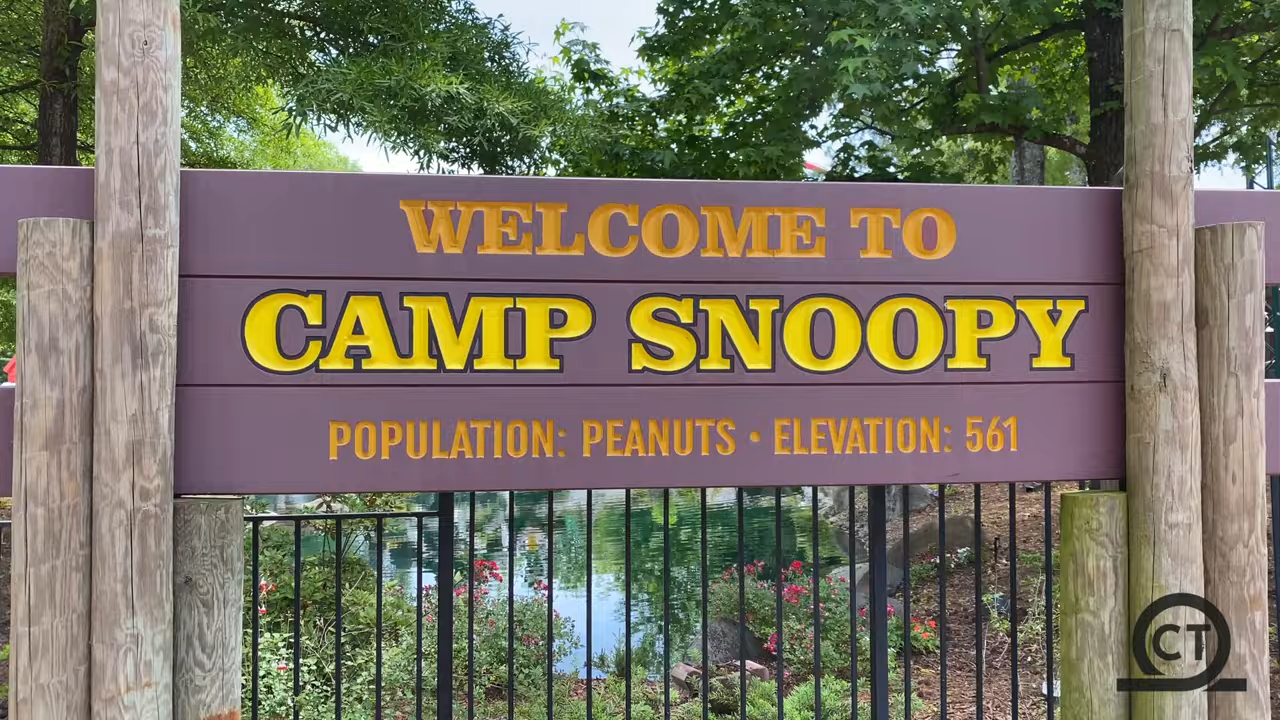 WELCOME TO
CAMP SNOOPY
POPULATION: PEANUTS • ELEVATION: 561
CT